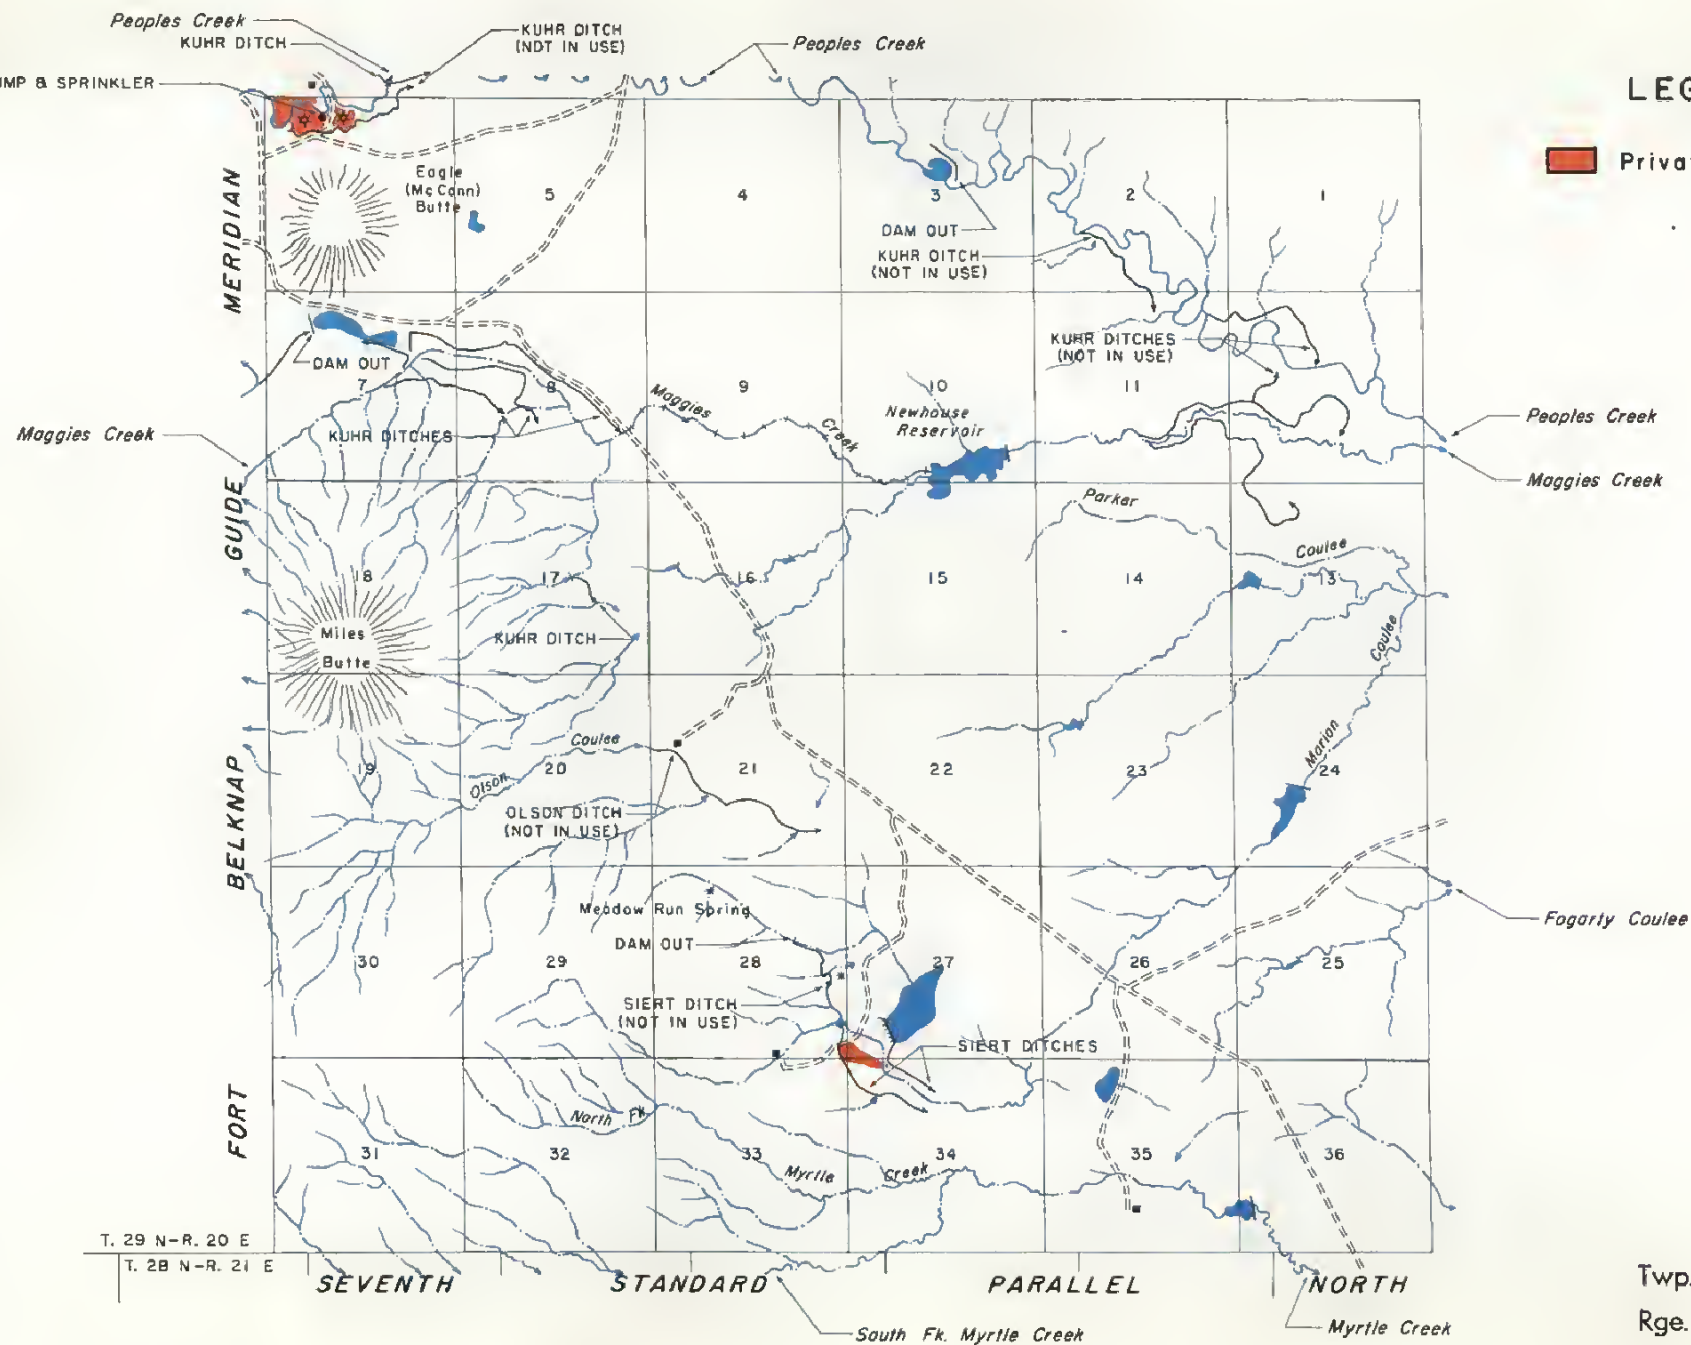 Peoples Creek
KUHR DITCH
KUHR DITCH
(NOT IN USE)
Peoples Creek
UMP & SPRINKLER
LEG
Priva
Eagle
(McCann)
Butte
5
4
3
2
1
DAM OUT
KUHR DITCH
(NOT IN USE)
MERIDIAN
DAM OUT
7
8
9
10
11
KUHR DITCHES
(NOT IN USE)
Maggies
Creek
Newhouse
Reservoir
Maggies Creek
KUHR DITCHES
Peoples Creek
Maggies Creek
GUIDE
Parker
Coulee
18
17
16
15
14
13
Miles
Butte
KUHR DITCH
Coulee
Marion
Coulee
Olson
19
20
21
22
23
24
OLSON DITCH
(NOT IN USE)
BELKNAP
Meadow Run Spring
DAM OUT
Fogarty Coulee
30
29
28
27
26
25
SIERT DITCH
(NOT IN USE)
SIERT DITCHES
FORT
North Fk.
31
32
33
34
35
36
Myrtle
Creek
T. 29 N-R. 20 E
T. 28 N-R. 21 E
SEVENTH
STANDARD
PARALLEL
NORTH
Twp.
Rge.
South Fk. Myrtle Creek
Myrtle Creek